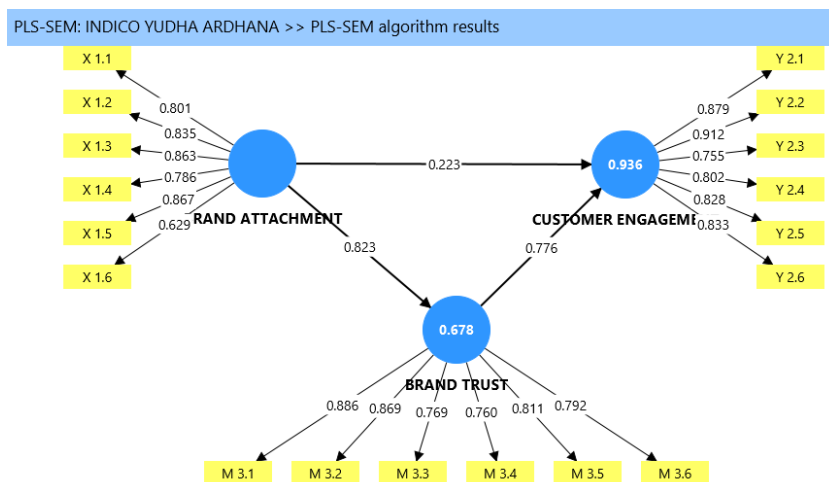 PLS-SEM: INDICO YUDHA ARDHANA >> PLS-SEM algorithm results
X 1.1
X 1.2
X 1.3
X 1.4
X 1.5
X 1.6
0.801
0.835
0.863
0.786
0.867
0.629
RAND ATTACHMENT
0.223
0.823
0.776
0.936
CUSTOMER ENGAGEME
0.879
0.912
0.755
0.802
0.828
0.833
Y 2.1
Y 2.2
Y 2.3
Y 2.4
Y 2.5
Y 2.6
0.678
BRAND TRUST
0.886
0.869
0.769
0.760
0.811
0.792
M 3.1
M 3.2
M 3.3
M 3.4
M 3.5
M 3.6